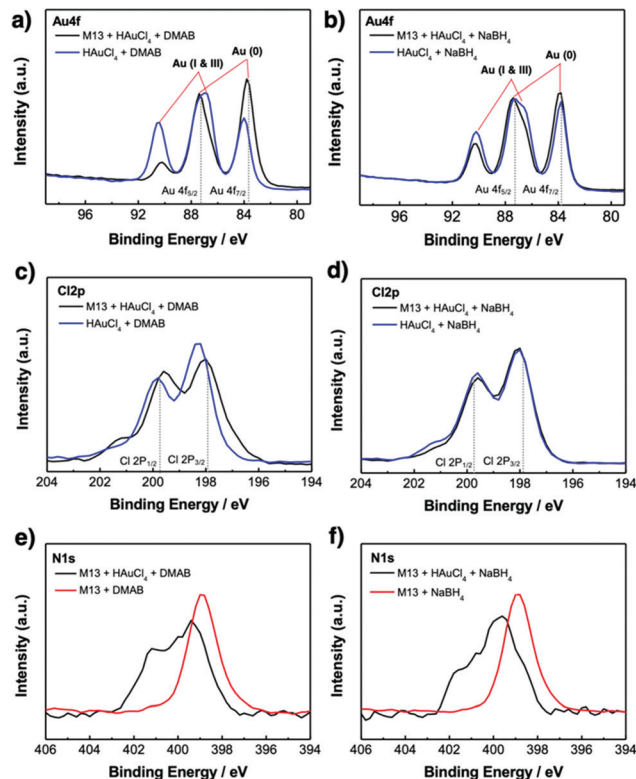 a)
Au4f
M13 + HAuCl₄ + DMAB
HAuCl₄ + DMAB
Au (I & III)
Au (0)
Au 4f₅/₂
Au 4f₇/₂
96 92 88 84 80
Binding Energy / eV
Intensity (a.u.)
b)
Au4f
M13 + HAuCl₄ + NaBH₄
HAuCl₄ + NaBH₄
Au (I & III)
Au (0)
Au 4f₅/₂
Au 4f₇/₂
96 92 88 84 80
Binding Energy / eV
Intensity (a.u.)
c)
Cl2p
M13 + HAuCl₄ + DMAB
HAuCl₄ + DMAB
Cl 2P₁/₂
Cl 2P₃/₂
204 202 200 198 196 194
Binding Energy / eV
Intensity (a.u.)
d)
Cl2p
M13 + HAuCl₄ + NaBH₄
HAuCl₄ + NaBH₄
Cl 2P₁/₂
Cl 2P₃/₂
204 202 200 198 196 194
Binding Energy / eV
Intensity (a.u.)
e)
N1s
M13 + HAuCl₄ + DMAB
M13 + DMAB
406 404 402 400 398 396 394
Binding Energy / eV
Intensity (a.u.)
f)
N1s
M13 + HAuCl₄ + NaBH₄
M13 + NaBH₄
406 404 402 400 398 396 394
Binding Energy / eV
Intensity (a.u.)